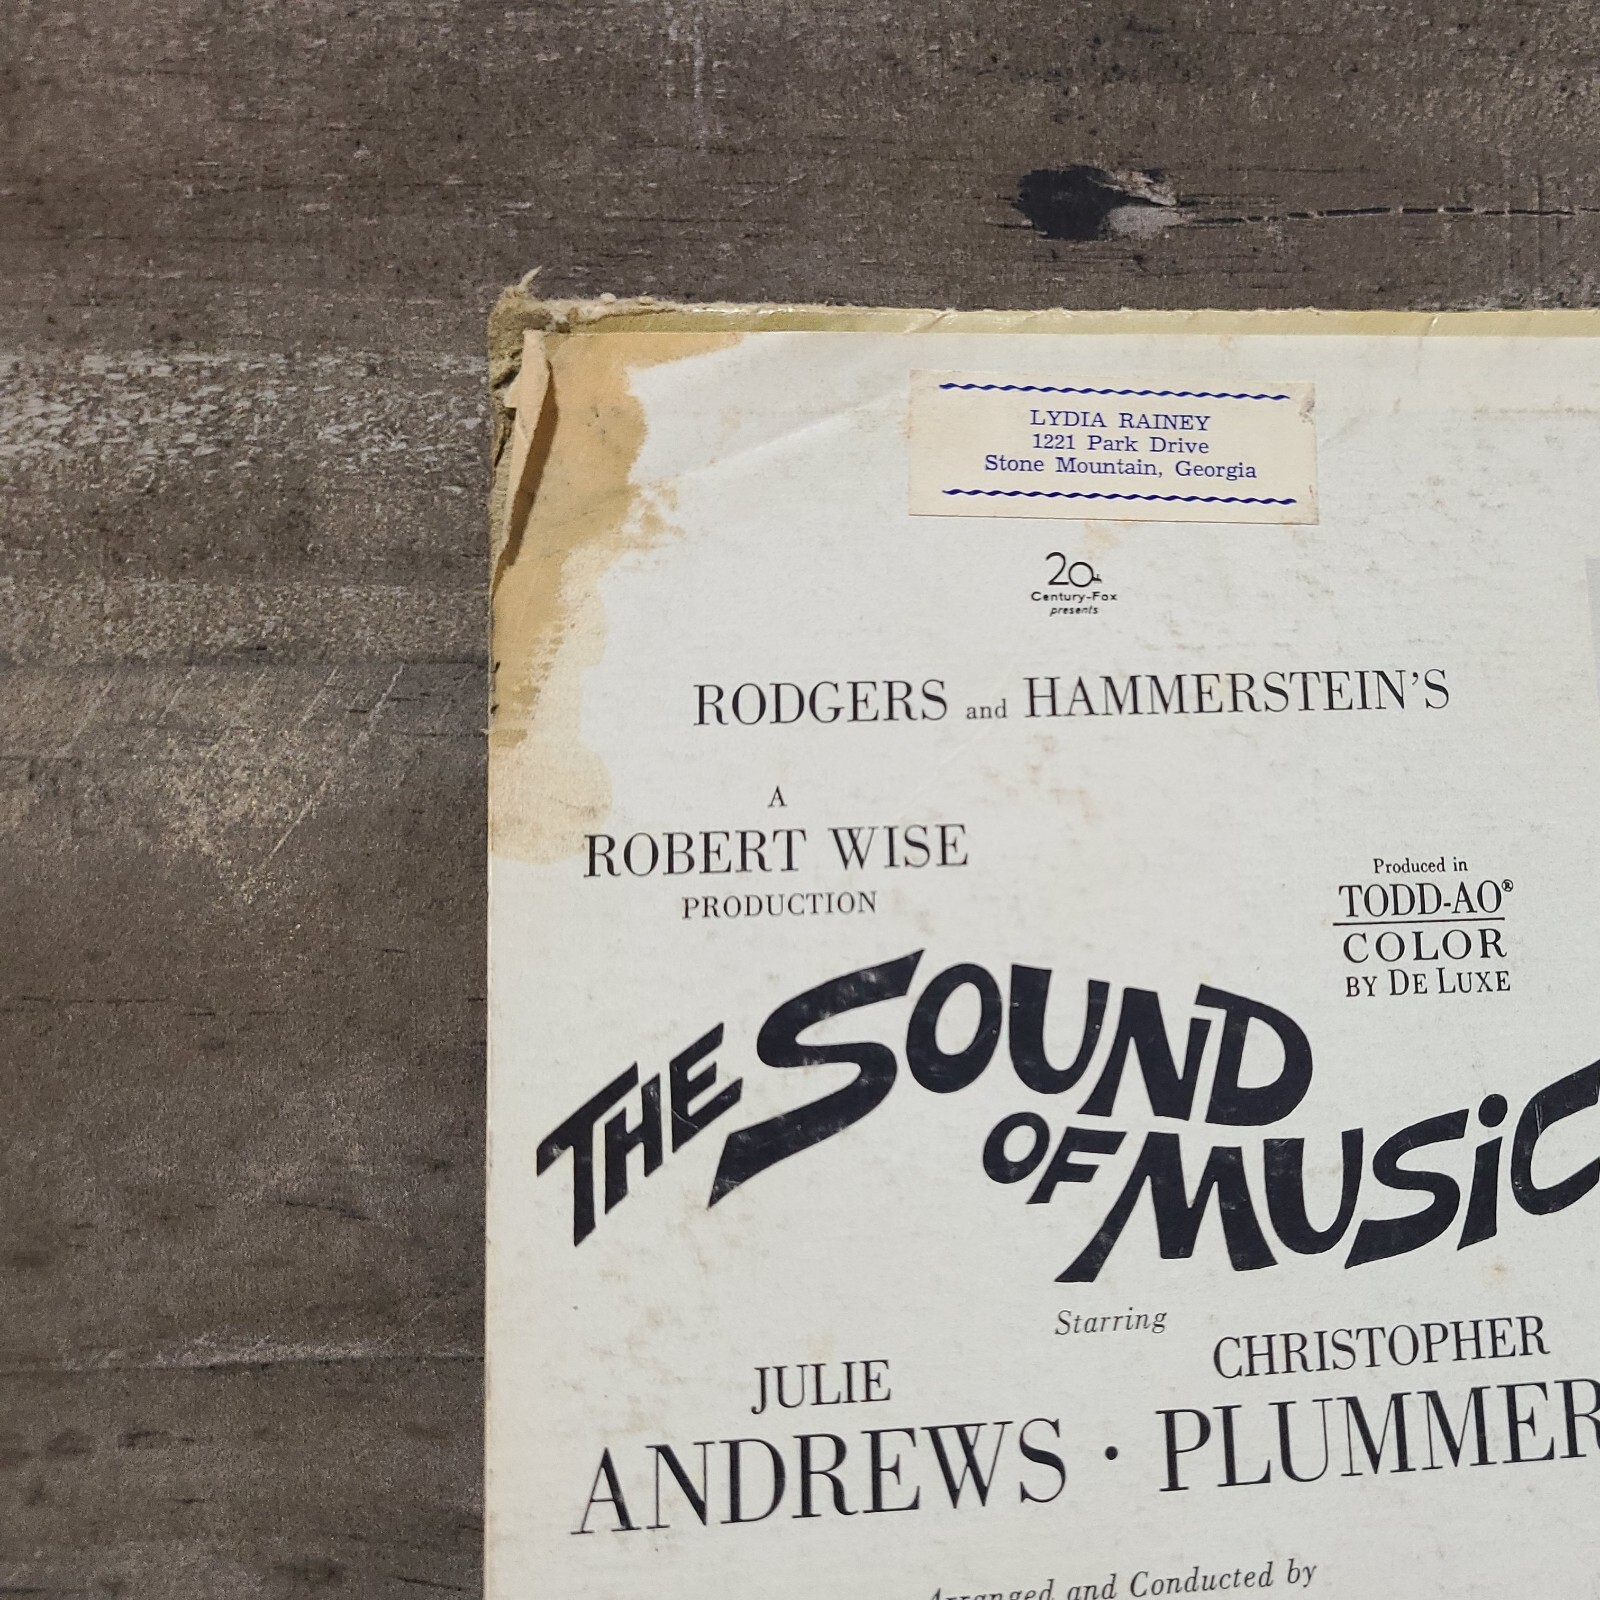 LYDIA RAINEY
1221 Park Drive
Stone Mountain, Georgia
20th
Century-Fox
presents
RODGERS and HAMMERSTEIN'S
A
ROBERT WISE
PRODUCTION
Produced in
TODD-AO®
COLOR
BY DE LUXE
THE SOUND
OF MUSIC
Starring
JULIE
ANDREWS · 
CHRISTOPHER
PLUMMER
Arranged and Conducted by